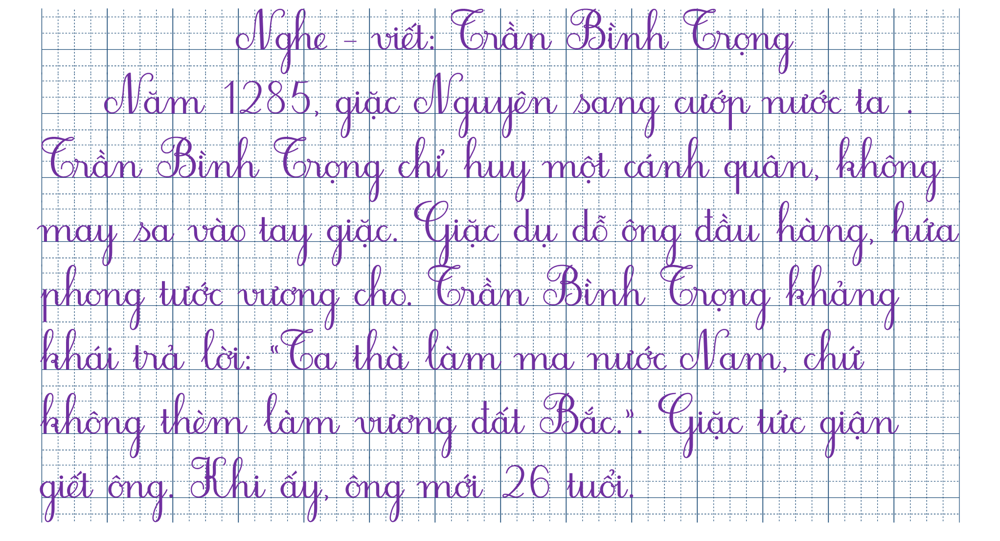 Nghe - viết: Trần Bình Trọng
Năm 1285, giặc Nguyên sang cướp nước ta .
Trần Bình Trọng chỉ huy một cánh quân, không
may sa vào tay giặc. Giặc dụ dỗ ông đầu hàng, hứa
phong tước vương cho. Trần Bình Trọng khảng
khái trả lời: “Ta thà làm ma nước Nam, chứ
không thèm làm vương đất Bắc.”. Giặc tức giận
giết ông. Khi ấy, ông mới 26 tuổi.